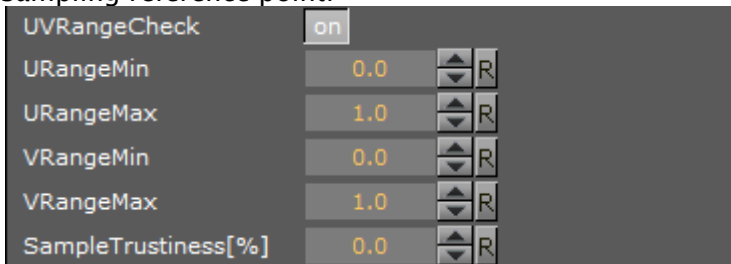 Sampling reference point.
UVRangeCheck on
URangeMin 0.0 R
URangeMax 1.0 R
VRangeMin 0.0 R
VRangeMax 1.0 R
SampleTrustiness[%] 0.0 R